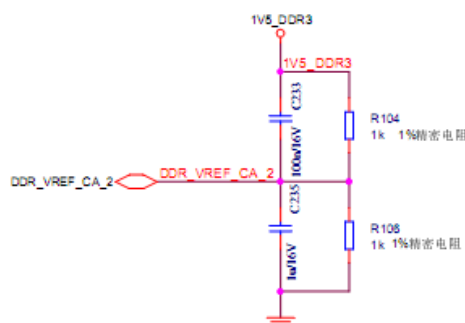 1V5_DDR3
1V5_DDR3
C233
100n/16V
R104
1k 1%精密电阻
DDR_VREF_CA_2
DDR_VREF_CA_2
C235
1u/16V
R106
1k 1%精密电阻